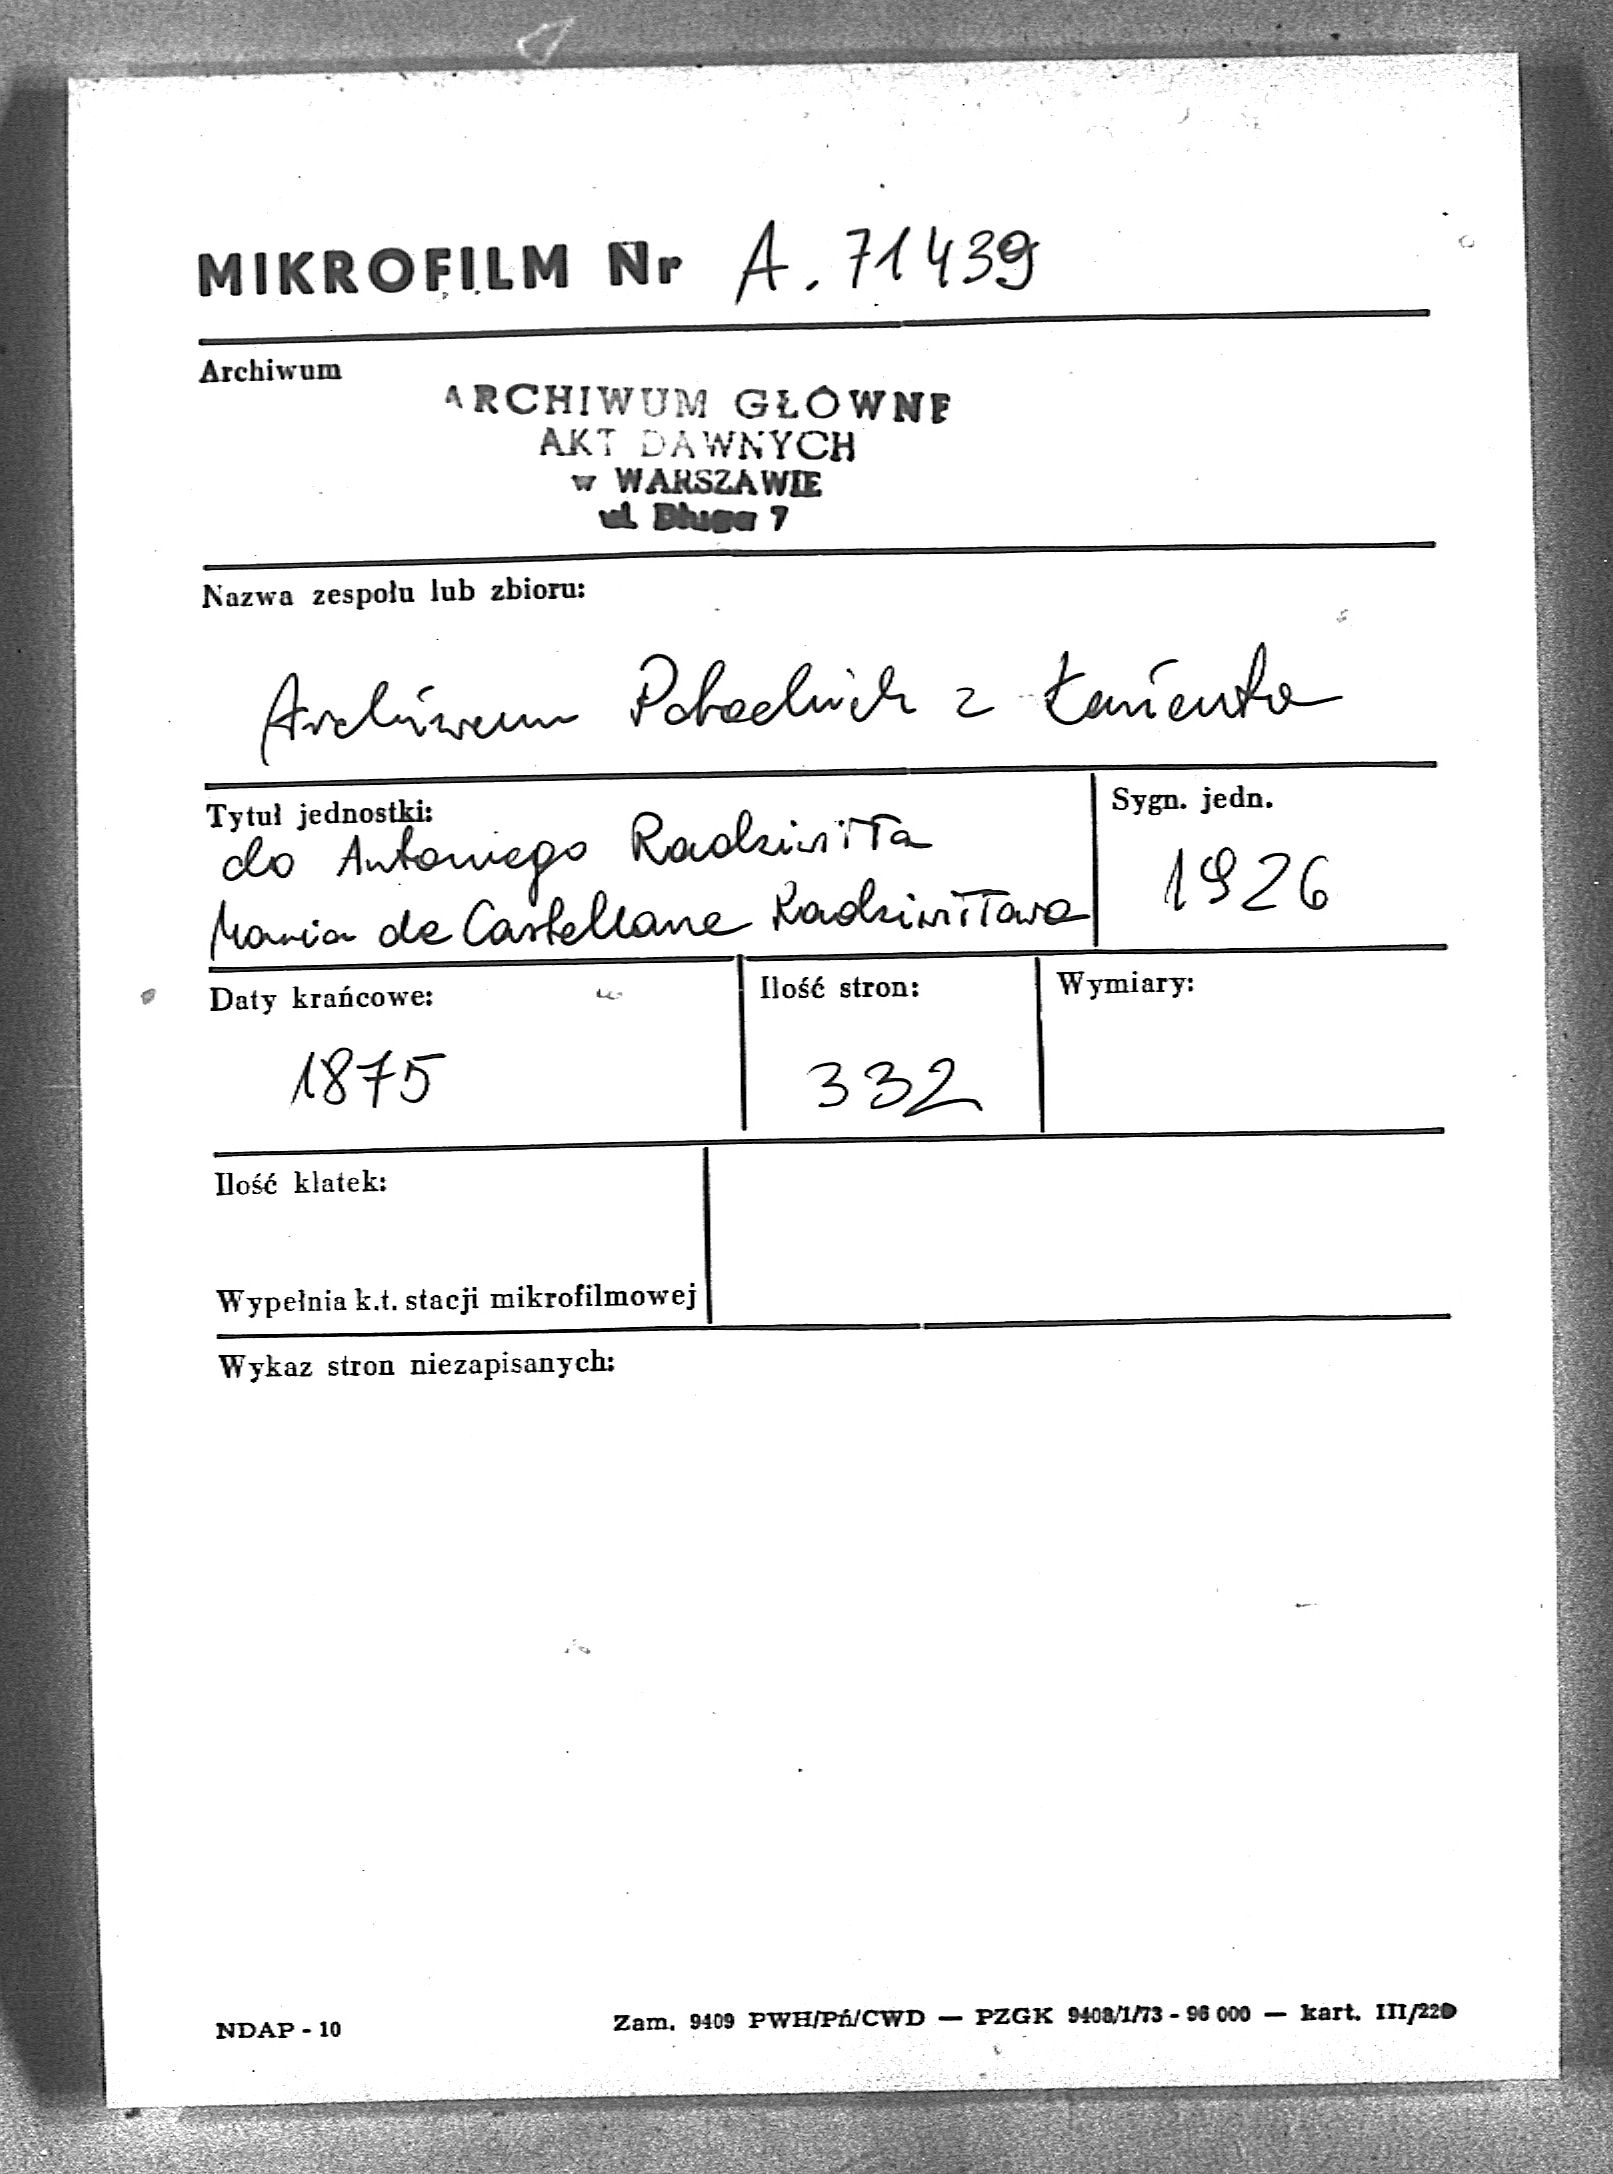 MIKROFILM Nr A. 71439
Archiwum
ARCHIWUM GŁÓWNE
AKT DAWNYCH
w WARSZAWIE
ul. Długa 7
Nazwa zespołu lub zbioru:
Archiwum Potockich z Łańcuta
Tytuł jednostki:
do Antoniego Radziwiłła
Maria de Castellane Radziwiłłowa
Sygn. jedn.
1926
Daty krańcowe:
1875
Ilość stron:
332
Wymiary:
Ilość klatek:
Wypełnia k.t. stacji mikrofilmowej
Wykaz stron niezapisanych:
NDAP - 10
Zam. 9409 PWH/Pń/CWD — PZGK 9408/1/73 - 96 000 — kart. III/220